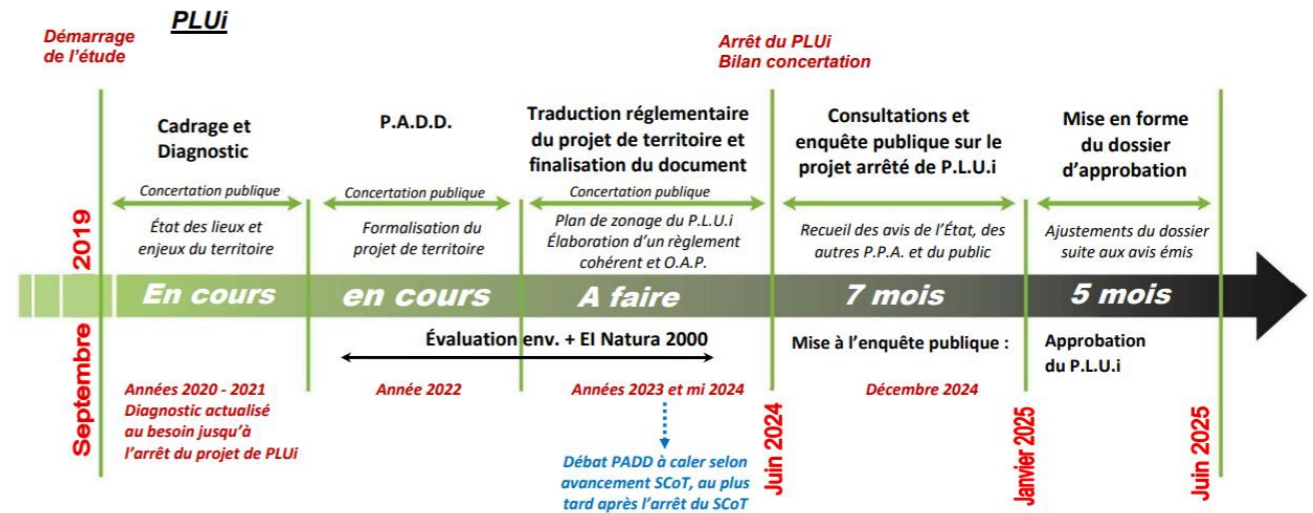 PLUi
Démarrage
de l'étude
Arrêt du PLUi
Bilan concertation
Cadrage et
Diagnostic
P.A.D.D.
Traduction réglementaire
du projet de territoire et
finalisation du document
Consultations et
enquête publique sur le
projet arrêté de P.L.U.i
Mise en forme
du dossier
d'approbation
Concertation publique
Concertation publique
Concertation publique
État des lieux et
enjeux du territoire
Formalisation du
projet de territoire
Plan de zonage du P.L.U.i
Élaboration d'un règlement
cohérent et O.A.P.
Recueil des avis de l'État, des
autres P.P.A. et du public
Ajustements du dossier
suite aux avis émis
Septembre 2019
En cours
en cours
A faire
7 mois
5 mois
Évaluation env. + EI Natura 2000
Mise à l'enquête publique :
Approbation
du P.L.U.i
Années 2020 - 2021
Diagnostic actualisé
au besoin jusqu'à
l'arrêt du projet de PLUi
Année 2022
Années 2023 et mi 2024
Décembre 2024
Débat PADD à caler selon
avancement SCoT, au plus
tard après l'arrêt du SCoT
Juin 2024
Janvier 2025
Juin 2025